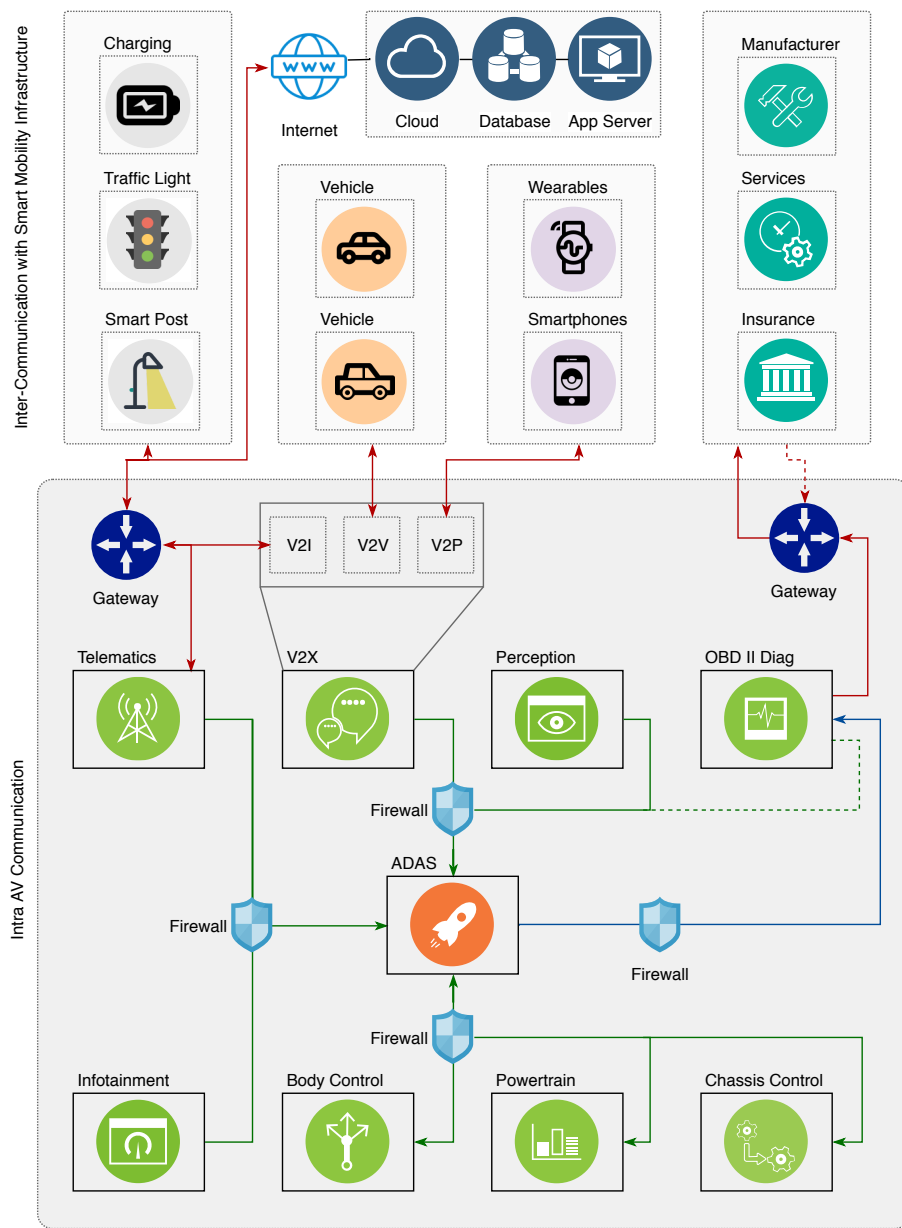 Inter-Communication with Smart Mobility Infrastructure
Charging
Traffic Light
Smart Post
WWW
Internet
Cloud
Database
App Server
Vehicle
Vehicle
Wearables
Smartphones
Manufacturer
Services
Insurance
Intra AV Communication
Gateway
V2I
V2V
V2P
Gateway
Telematics
V2X
Perception
OBD II Diag
Firewall
ADAS
Firewall
Firewall
Firewall
Infotainment
Body Control
Powertrain
Chassis Control